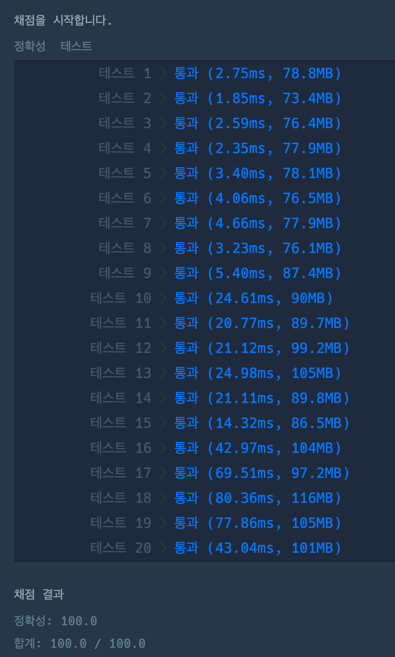 채점을 시작합니다.
정확성 테스트
테스트 1 〉 통과 (2.75ms, 78.8MB)
테스트 2 〉 통과 (1.85ms, 73.4MB)
테스트 3 〉 통과 (2.59ms, 76.4MB)
테스트 4 〉 통과 (2.35ms, 77.9MB)
테스트 5 〉 통과 (3.40ms, 78.1MB)
테스트 6 〉 통과 (4.06ms, 76.5MB)
테스트 7 〉 통과 (4.66ms, 77.9MB)
테스트 8 〉 통과 (3.23ms, 76.1MB)
테스트 9 〉 통과 (5.40ms, 87.4MB)
테스트 10 〉 통과 (24.61ms, 90MB)
테스트 11 〉 통과 (20.77ms, 89.7MB)
테스트 12 〉 통과 (21.12ms, 99.2MB)
테스트 13 〉 통과 (24.98ms, 105MB)
테스트 14 〉 통과 (21.11ms, 89.8MB)
테스트 15 〉 통과 (14.32ms, 86.5MB)
테스트 16 〉 통과 (42.97ms, 104MB)
테스트 17 〉 통과 (69.51ms, 97.2MB)
테스트 18 〉 통과 (80.36ms, 116MB)
테스트 19 〉 통과 (77.86ms, 105MB)
테스트 20 〉 통과 (43.04ms, 101MB)
채점 결과
정확성: 100.0
합계: 100.0 / 100.0